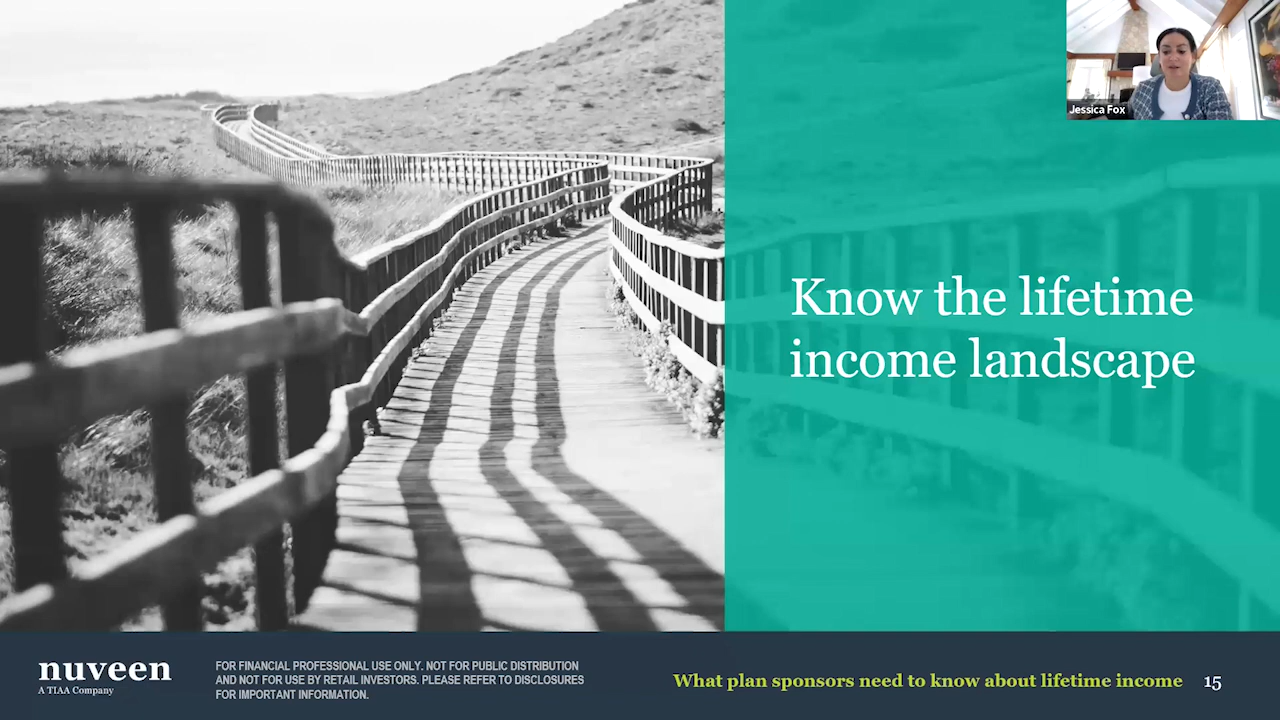 Jessica Fox
Know the lifetime
income landscape
nuveen
A TIAA Company
FOR FINANCIAL PROFESSIONAL USE ONLY. NOT FOR PUBLIC DISTRIBUTION
AND NOT FOR USE BY RETAIL INVESTORS. PLEASE REFER TO DISCLOSURES
FOR IMPORTANT INFORMATION.
What plan sponsors need to know about lifetime income 15